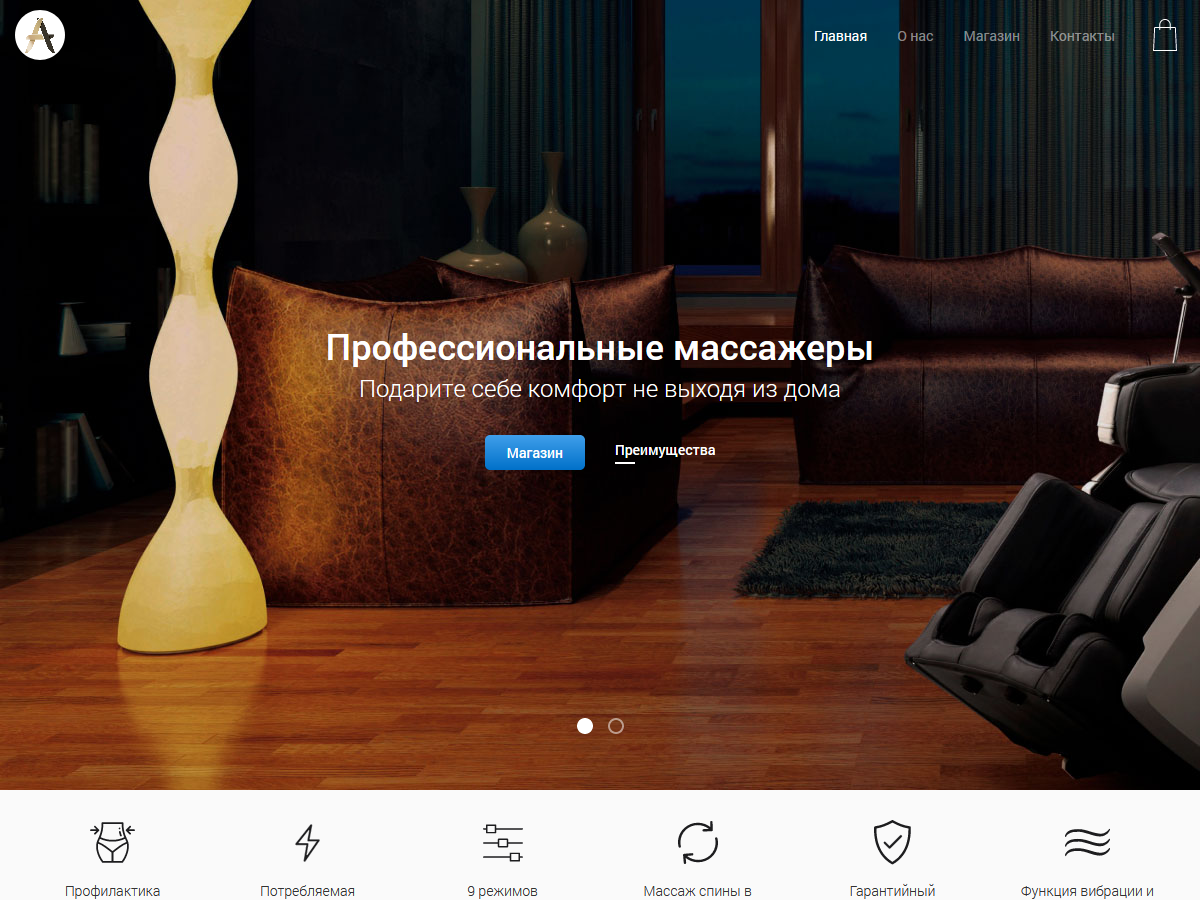 A
Главная
О нас
Магазин
Контакты
Профессиональные массажеры
Подарите себе комфорт не выходя из дома
Магазин
Преимущества
Профилактика
Потребляемая
9 режимов
Массаж спины в
Гарантийный
Функция вибрации и